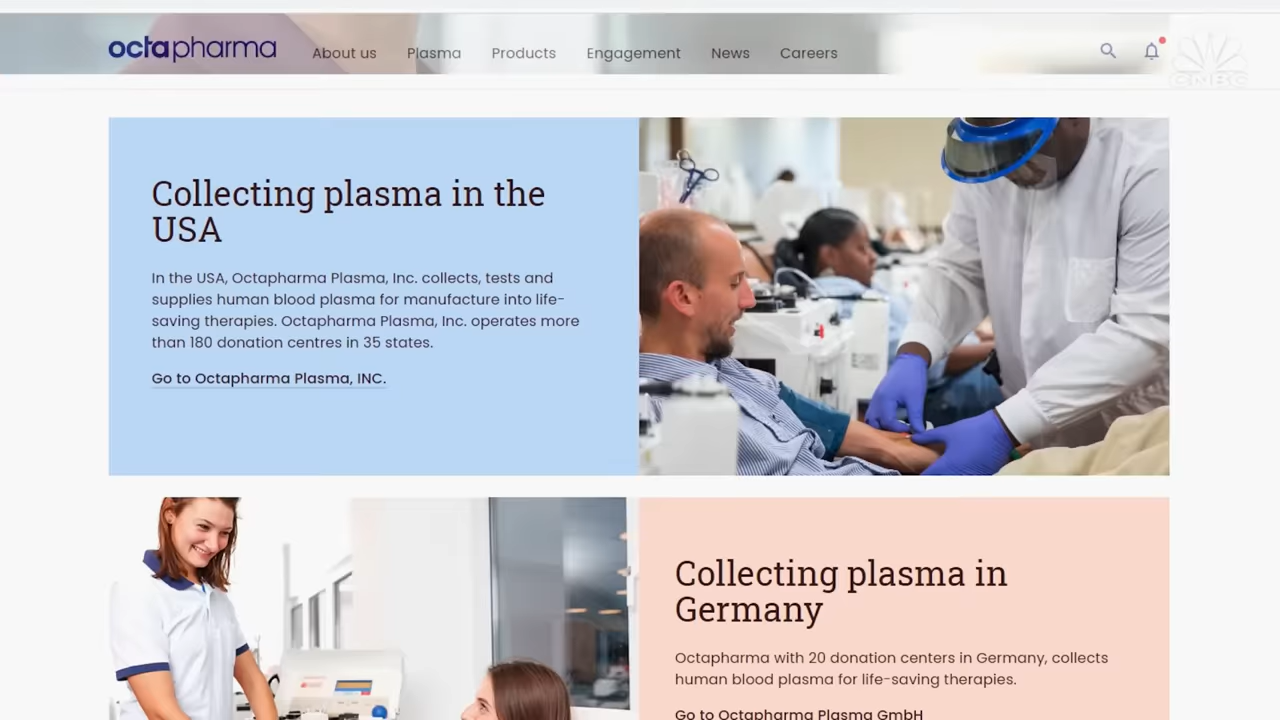 octapharma
About us Plasma Products Engagement News Careers
CNBC
Collecting plasma in the
USA
In the USA, Octapharma Plasma, Inc. collects, tests and
supplies human blood plasma for manufacture into life-
saving therapies. Octapharma Plasma, Inc. operates more
than 180 donation centres in 35 states.
Go to Octapharma Plasma, INC.
Collecting plasma in
Germany
Octapharma with 20 donation centers in Germany, collects
human blood plasma for life-saving therapies.
Go to Octapharma Plasma GmbH